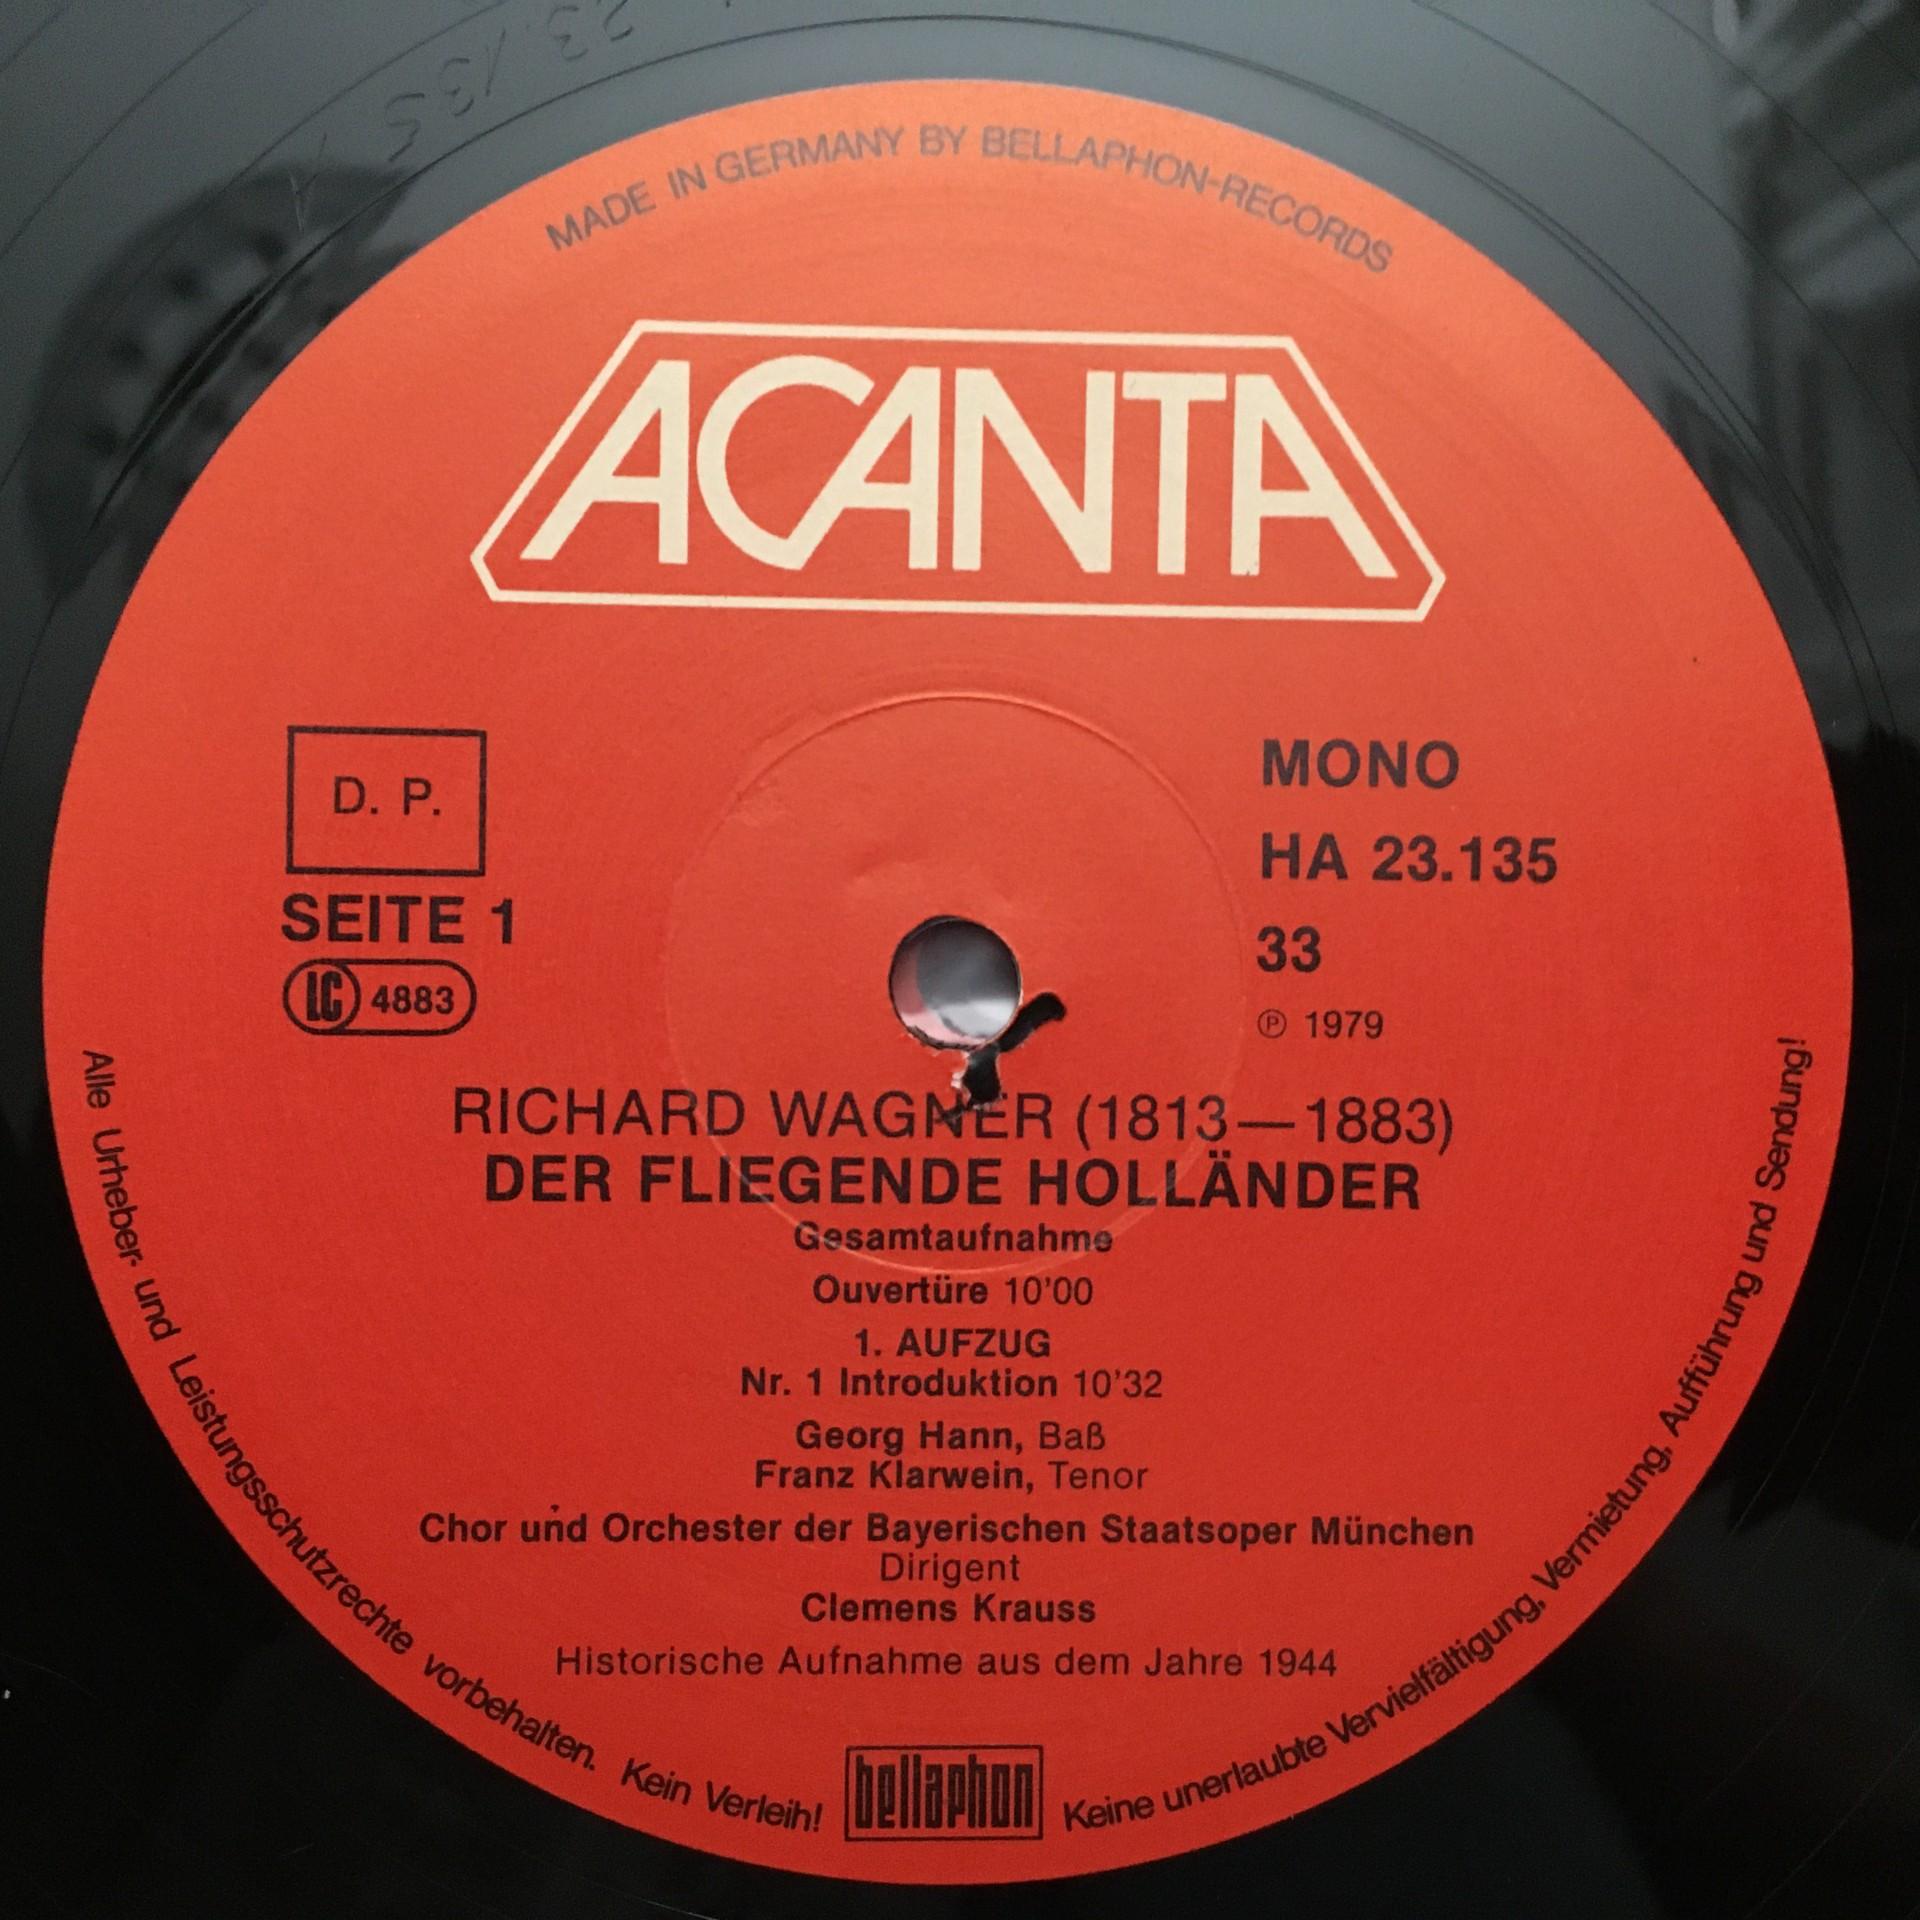 23.135 A
MADE IN GERMANY BY BELLAPHON-RECORDS
ACANTA
D. P.
SEITE 1
LC 4883
MONO
HA 23.135
33
℗ 1979
RICHARD WAGNER (1813—1883)
DER FLIEGENDE HOLLÄNDER
Gesamtaufnahme
Ouvertüre 10'00
1. AUFZUG
Nr. 1 Introduktion 10'32
Georg Hann, Baß
Franz Klarwein, Tenor
Chor und Orchester der Bayerischen Staatsoper München
Dirigent
Clemens Krauss
Historische Aufnahme aus dem Jahre 1944
Alle Urheber- und Leistungsschutzrechte vorbehalten. Kein Verleih!
bellaphon
Keine unerlaubte Vervielfältigung, Vermietung, Aufführung und Sendung!